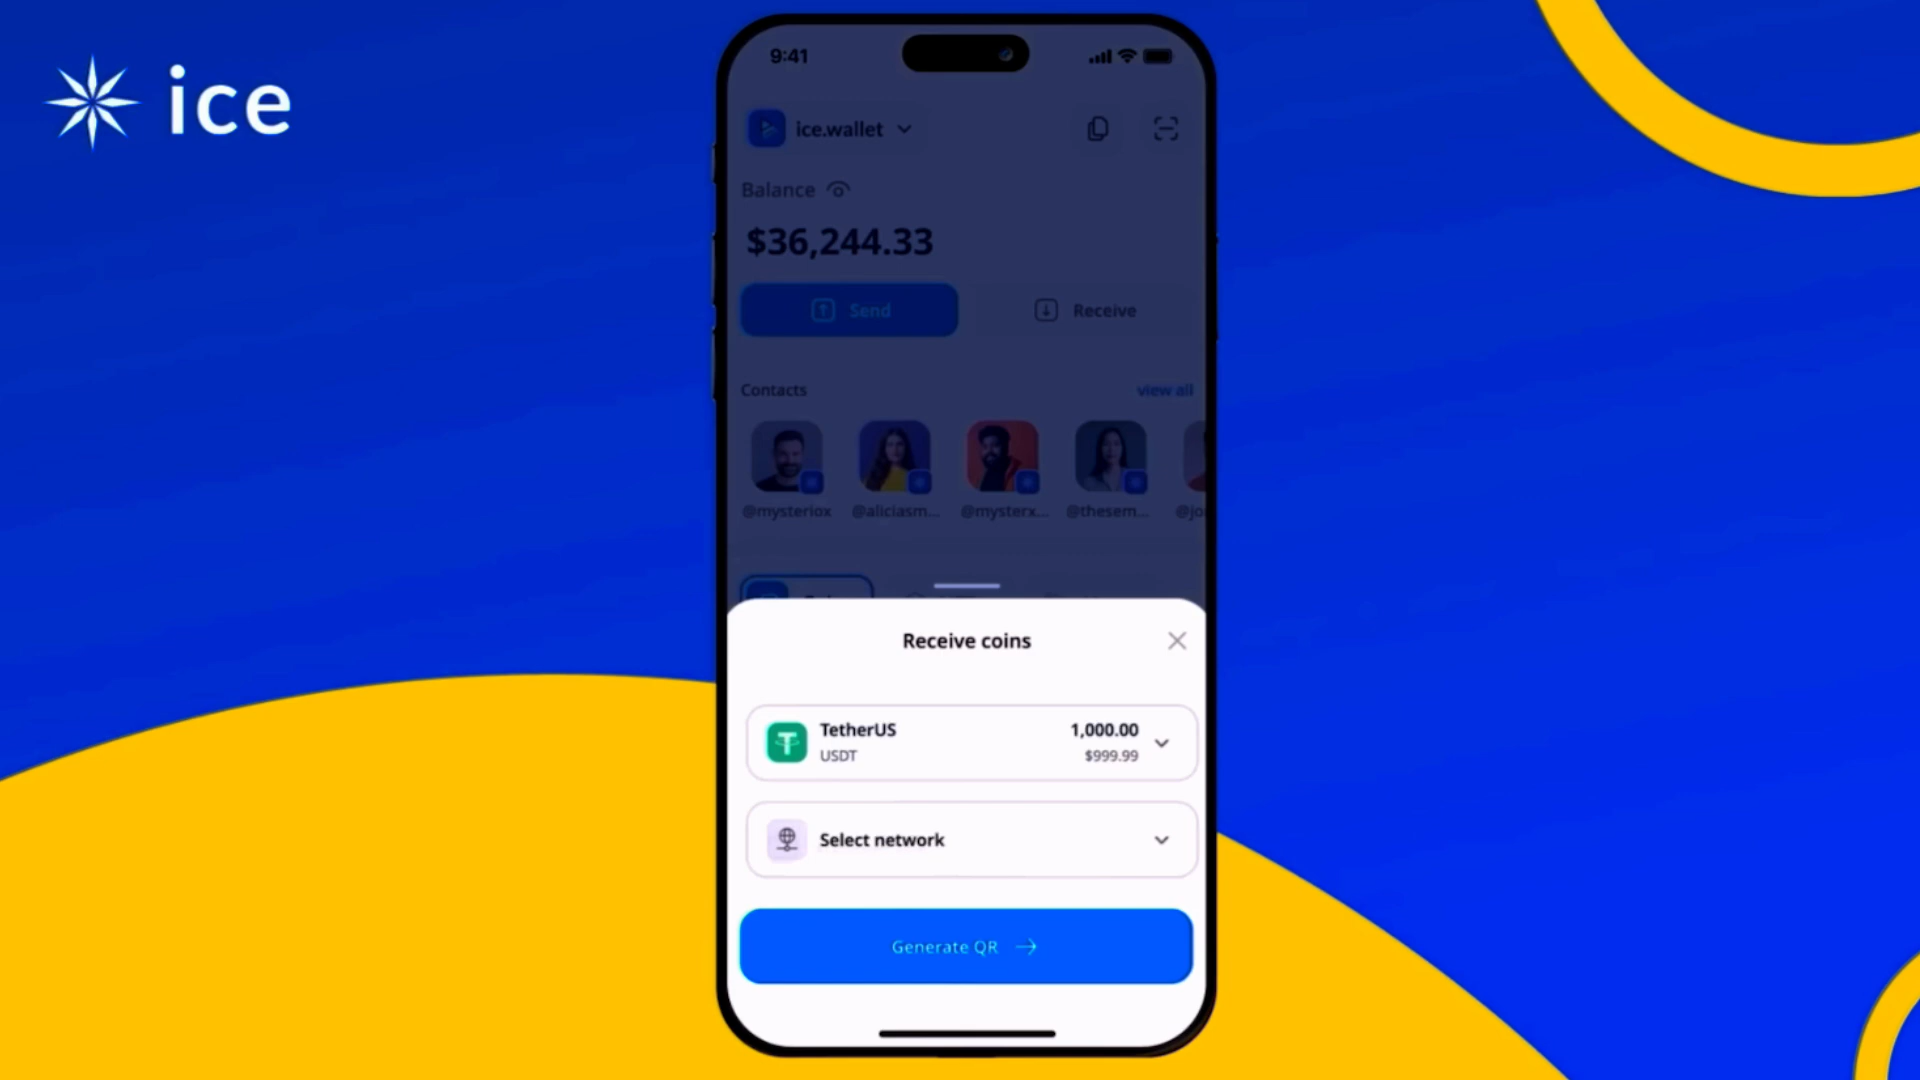 ice
9:41
ice.wallet
Balance
$36,244.33
Send
Receive
Contacts
view all
@mysteriox
@aliciasm...
@mysterx...
@thesem...
@jo
Receive coins
TetherUS
1,000.00
USDT
$999.99
Select network
Generate QR